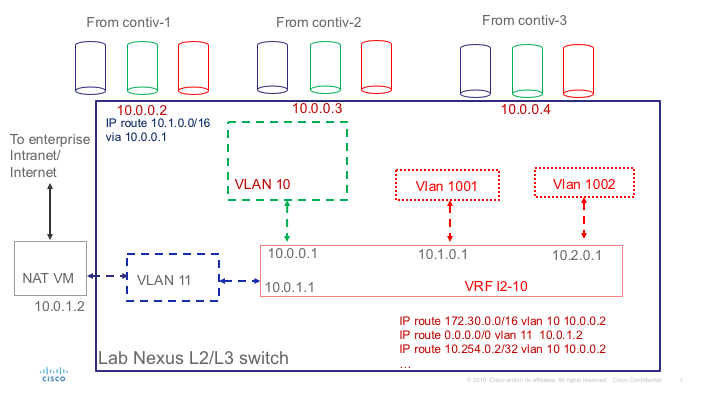 From contiv-1
From contiv-2
From contiv-3
10.0.0.2
10.0.0.3
10.0.0.4
IP route 10.1.0.0/16
via 10.0.0.1
To enterprise
Intranet/
Internet
VLAN 10
Vlan 1001
Vlan 1002
10.0.0.1
10.1.0.1
10.2.0.1
NAT VM
VLAN 11
10.0.1.1
VRF I2-10
10.0.1.2
IP route 172.30.0.0/16 vlan 10 10.0.0.2
IP route 0.0.0.0/0 vlan 11 10.0.1.2
IP route 10.254.0.2/32 vlan 10 10.0.0.2
...
Lab Nexus L2/L3 switch
CISCO
© 2016 Cisco and/or its affiliates. All rights reserved. Cisco Confidential
1